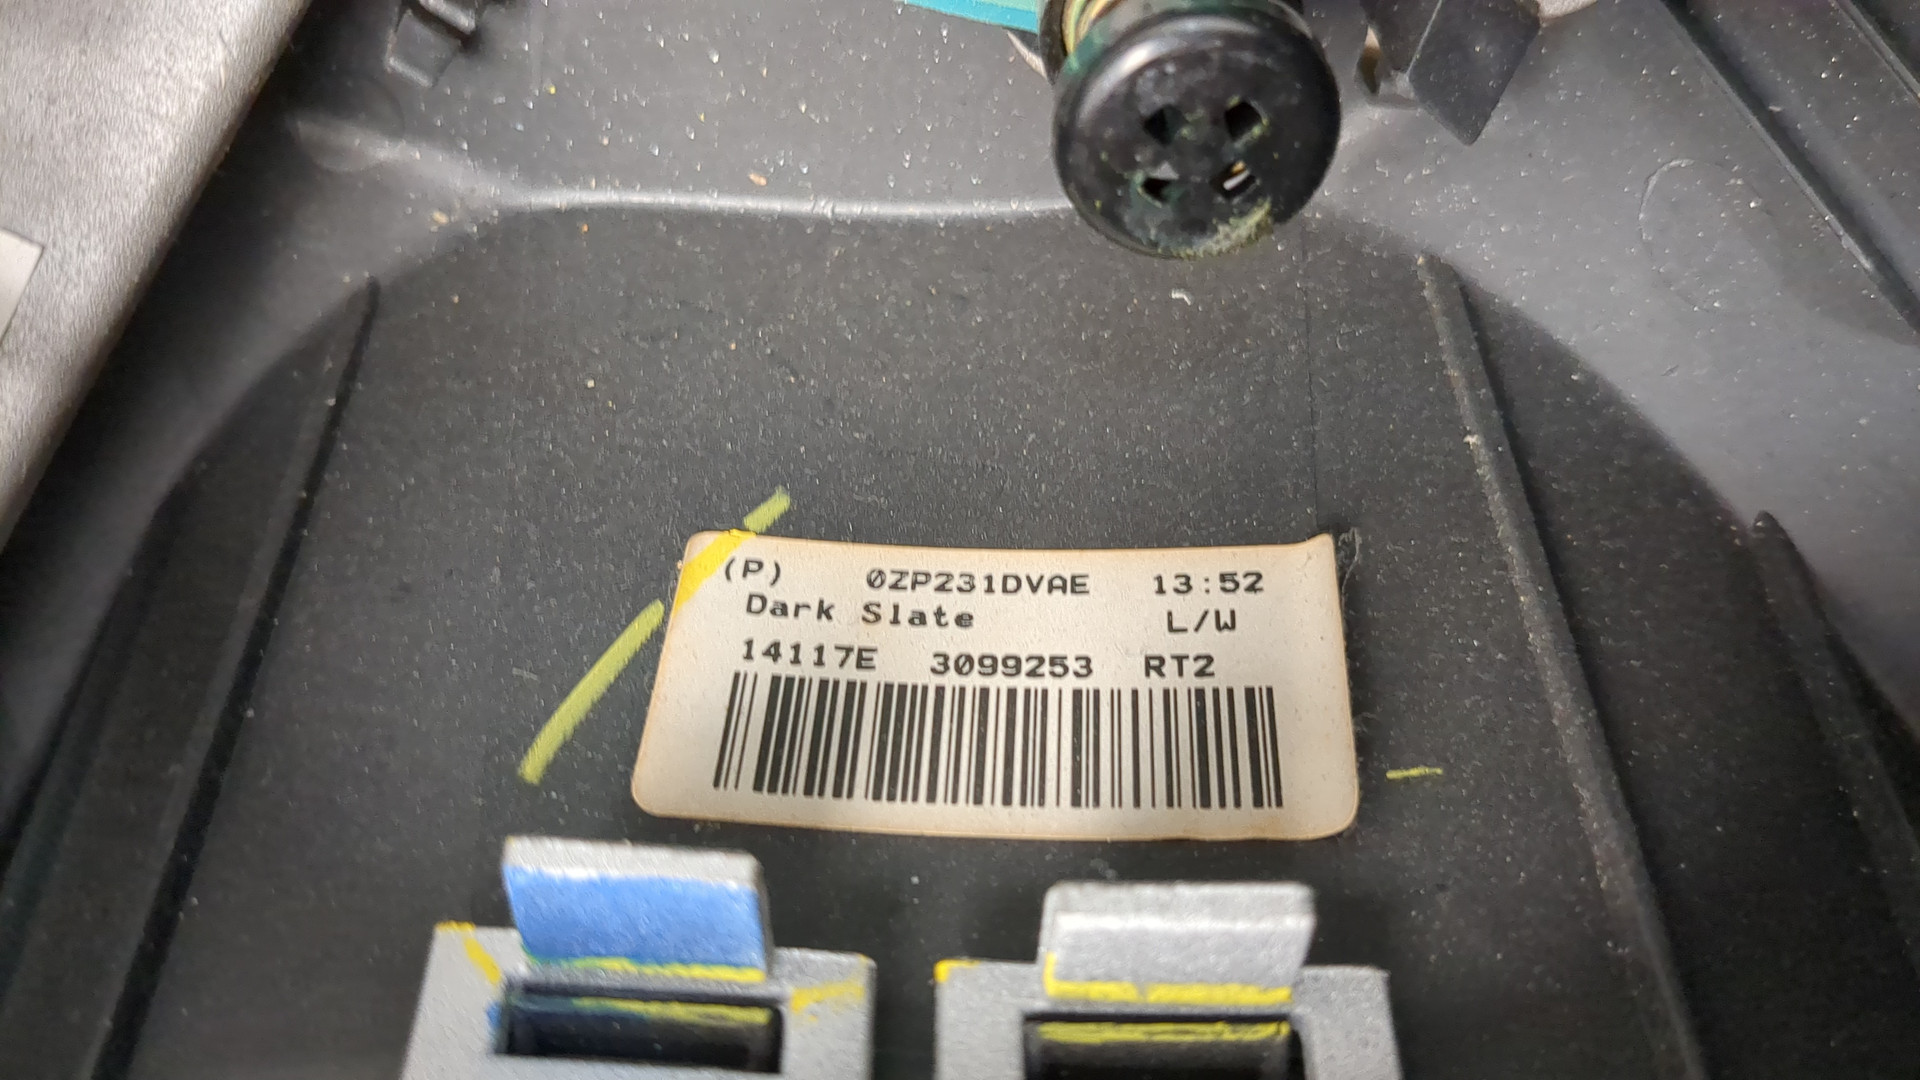 (P) 0ZP231DVAE 13:52
Dark Slate L/W
14117E 3099253 RT2